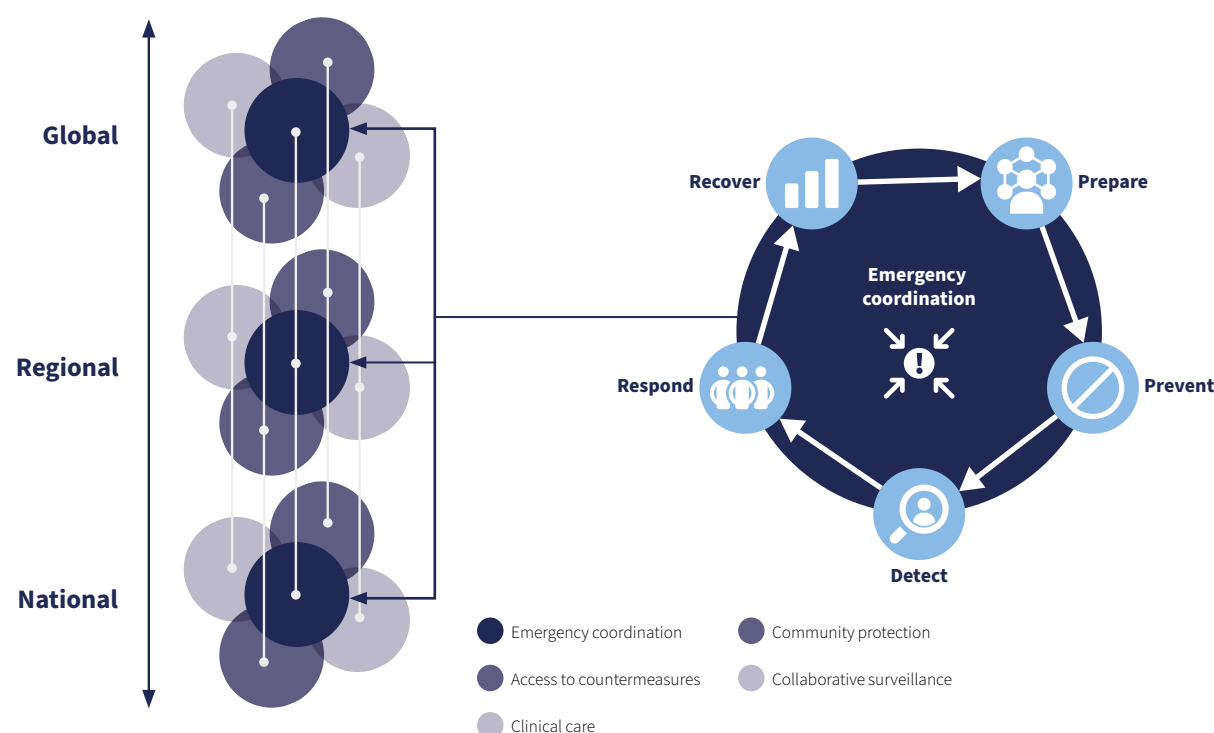 Global
Regional
National
Recover
Prepare
Emergency
coordination
!
Respond
Prevent
Detect
Emergency coordination
Community protection
Access to countermeasures
Collaborative surveillance
Clinical care